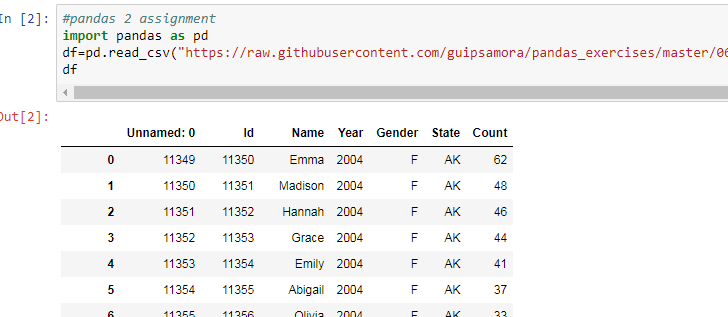 In [2]:
#pandas 2 assignment
import pandas as pd
df=pd.read_csv("https://raw.githubusercontent.com/guipsamora/pandas_exercises/master/06
df
Out[2]:
Unnamed: 0 Id Name Year Gender State Count
0 11349 11350 Emma 2004 F AK 62
1 11350 11351 Madison 2004 F AK 48
2 11351 11352 Hannah 2004 F AK 46
3 11352 11353 Grace 2004 F AK 44
4 11353 11354 Emily 2004 F AK 41
5 11354 11355 Abigail 2004 F AK 37
6 11355 11356 Olivia 2004 F AK 33